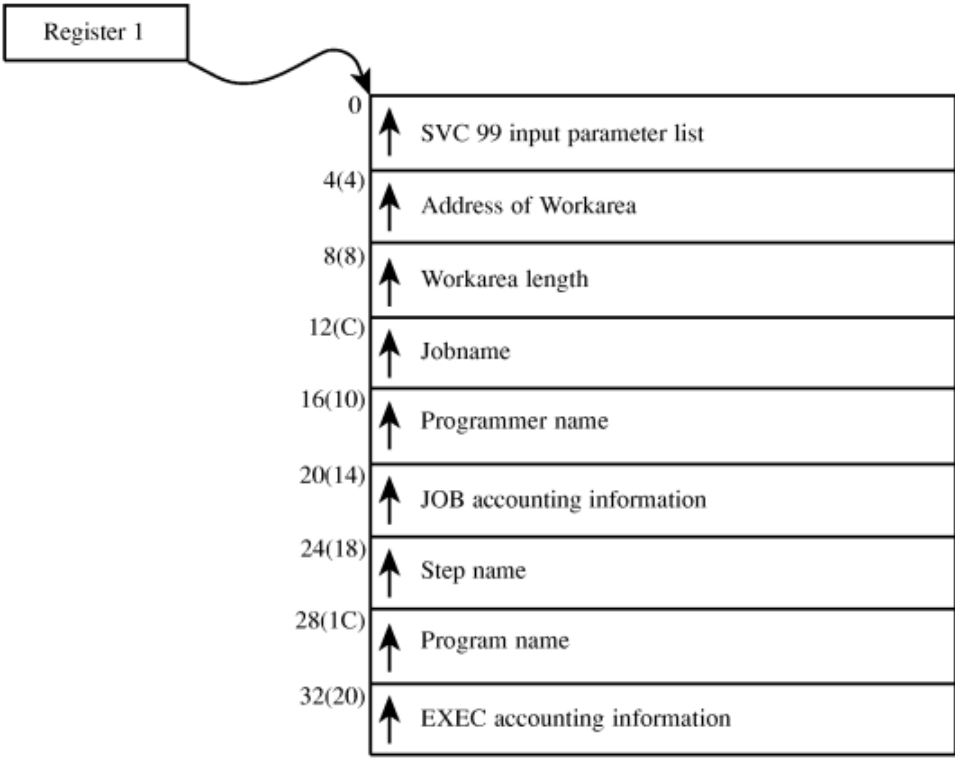 Register 1
0
SVC 99 input parameter list
4(4)
Address of Workarea
8(8)
Workarea length
12(C)
Jobname
16(10)
Programmer name
20(14)
JOB accounting information
24(18)
Step name
28(1C)
Program name
32(20)
EXEC accounting information